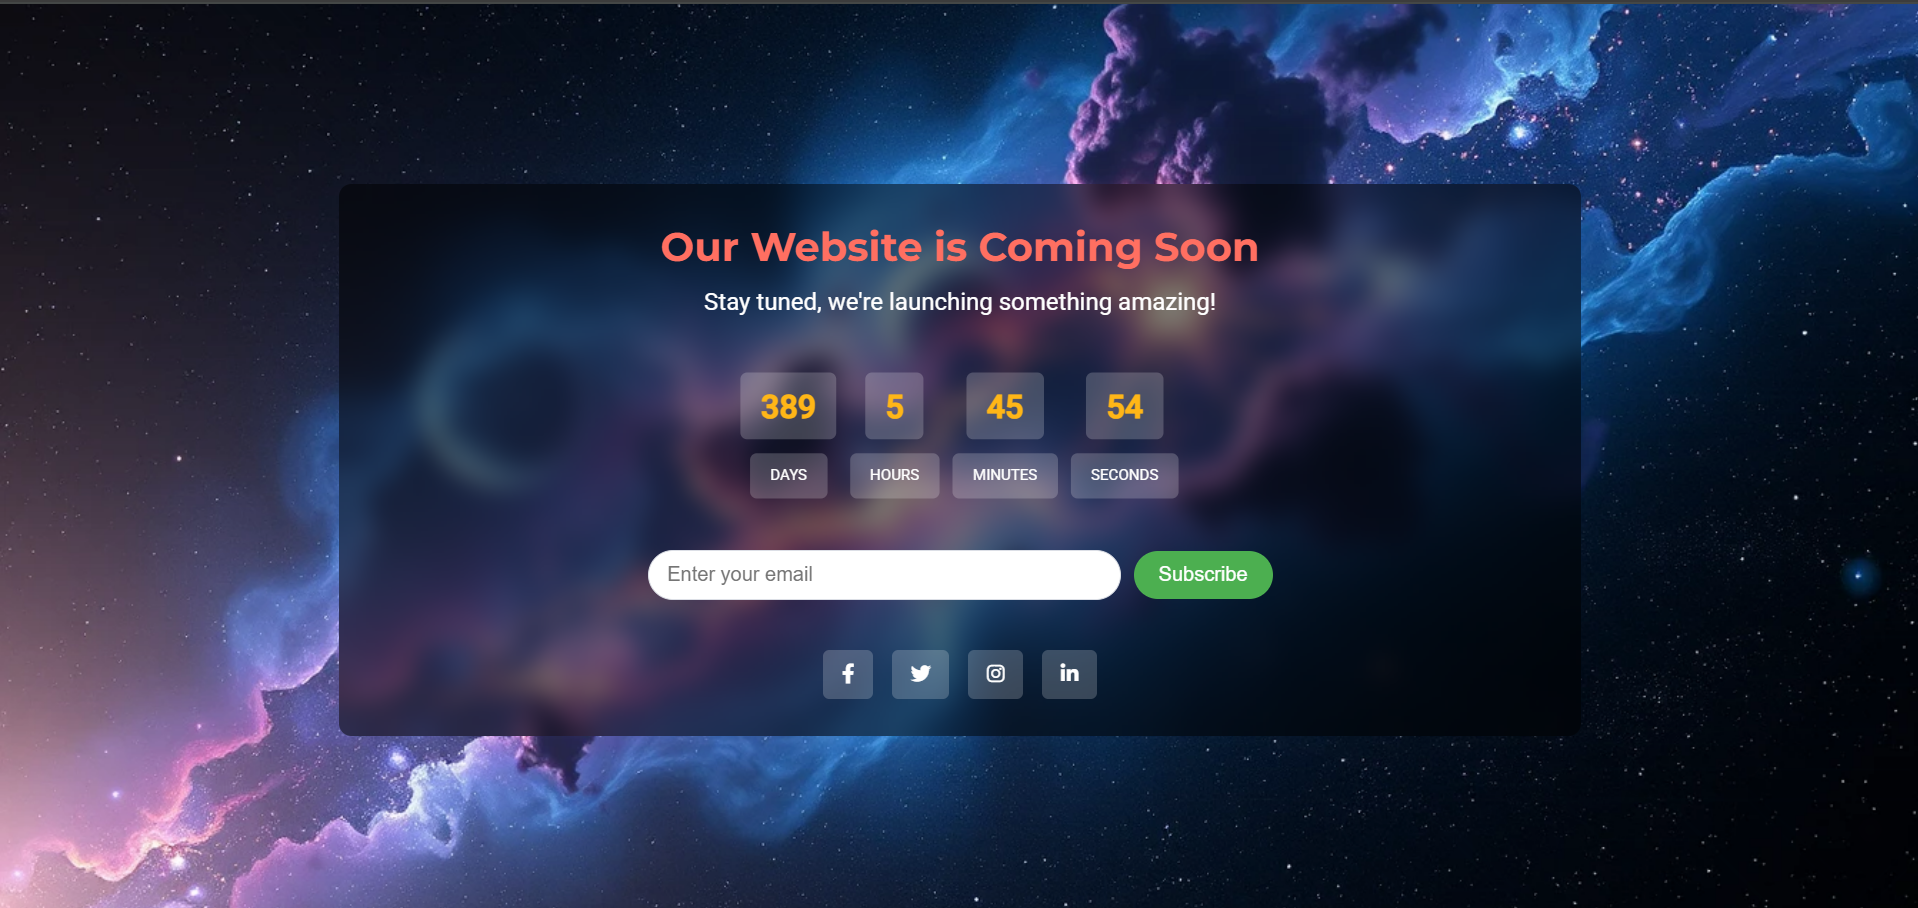 Our Website is Coming Soon
Stay tuned, we're launching something amazing!
389 5 45 54
DAYS HOURS MINUTES SECONDS
Enter your email Subscribe